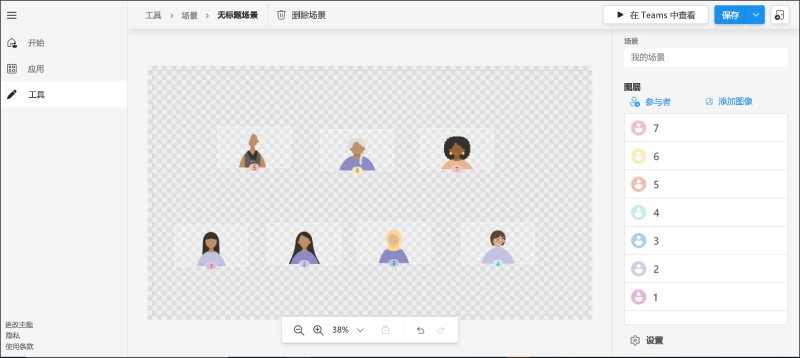 工具 > 场景 > 无标题场景 删除场景 在 Teams 中查看 保存
开始
应用
工具
更改主题
隐私
使用条款
5 6 7
1 2 3 4
38%
场景
我的场景
图层
参与者 添加图像
7
6
5
4
3
2
1
设置